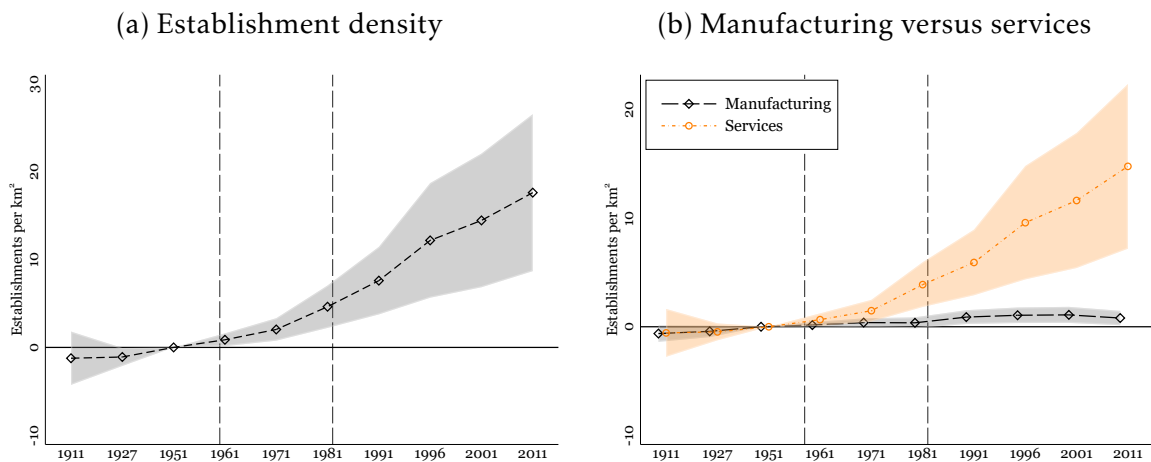 (a) Establishment density
Establishments per km²
30
20
10
0
-10
1911 1927 1951 1961 1971 1981 1991 1996 2001 2011
(b) Manufacturing versus services
Establishments per km²
20
10
0
-10
Manufacturing
Services
1911 1927 1951 1961 1971 1981 1991 1996 2001 2011